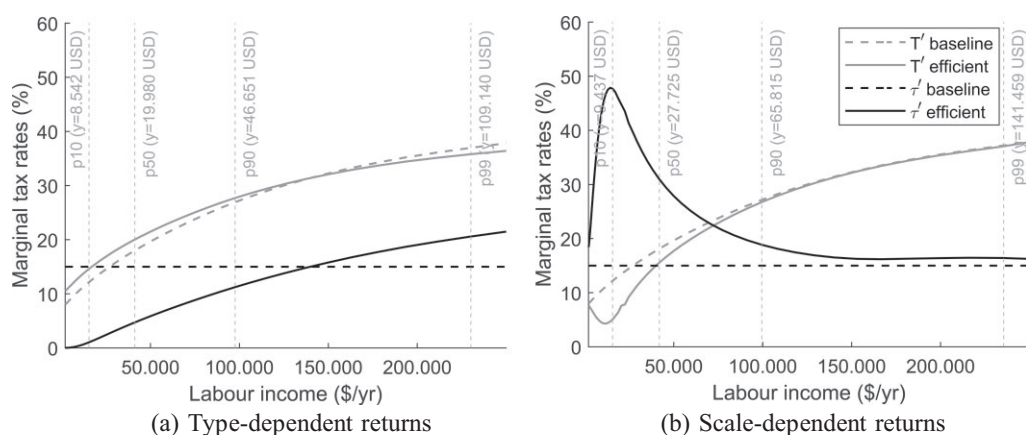 60
50
40
30
20
10
0
Marginal tax rates (%)
p10 (y=8.542 USD)
p50 (y=19.980 USD)
p90 (y=46.651 USD)
p99 (y=109.140 USD)
50.000 100.000 150.000 200.000
Labour income ($/yr)
(a) Type-dependent returns
60
50
40
30
20
10
0
Marginal tax rates (%)
p50 (y=27.725 USD)
p90 (y=65.815 USD)
p99 (y=141.459 USD)
T′ baseline
T′ efficient
τ′ baseline
τ′ efficient
50.000 100.000 150.000 200.000
Labour income ($/yr)
(b) Scale-dependent returns